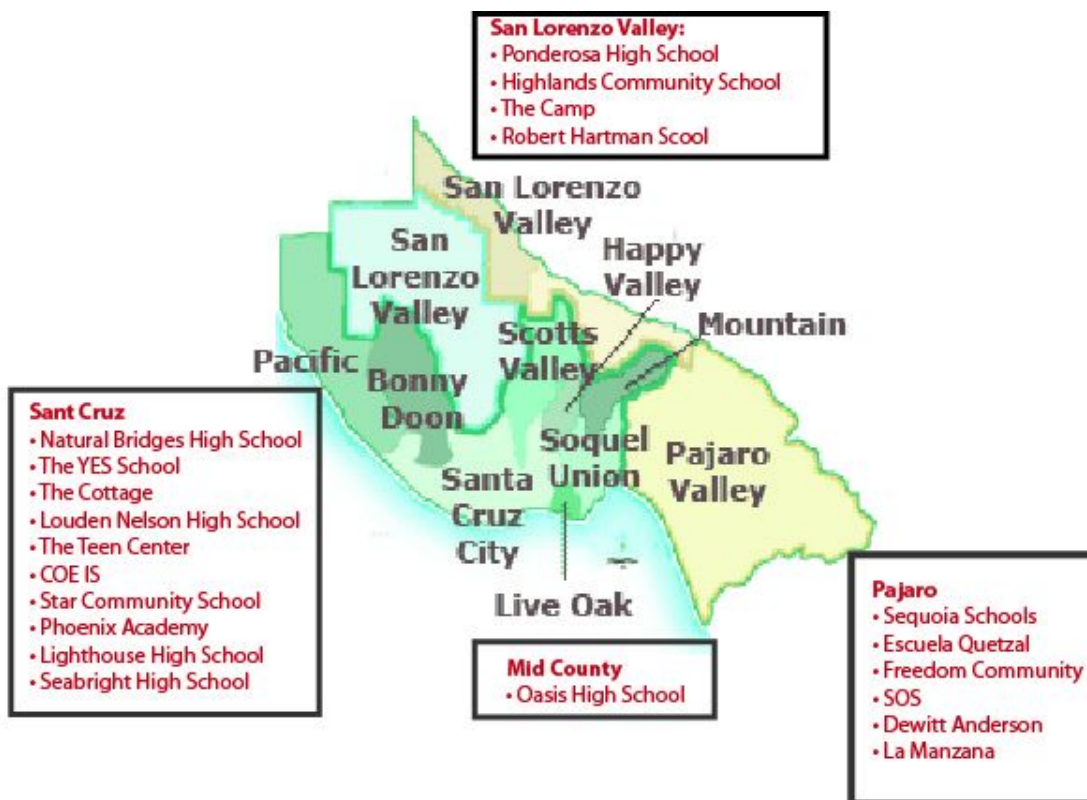 San Lorenzo Valley:
• Ponderosa High School
• Highlands Community School
• The Camp
• Robert Hartman Scool
San Lorenzo
Valley
San
Lorenzo
Valley
Happy
Valley
Mountain
Scotts
Valley
Pacific
Bonny
Doon
Soquel
Union
Pajaro
Valley
Santa
Cruz
City
Live Oak
Sant Cruz
• Natural Bridges High School
• The YES School
• The Cottage
• Louden Nelson High School
• The Teen Center
• COE IS
• Star Community School
• Phoenix Academy
• Lighthouse High School
• Seabright High School
Mid County
• Oasis High School
Pajaro
• Sequoia Schools
• Escuela Quetzal
• Freedom Community
• SOS
• Dewitt Anderson
• La Manzana